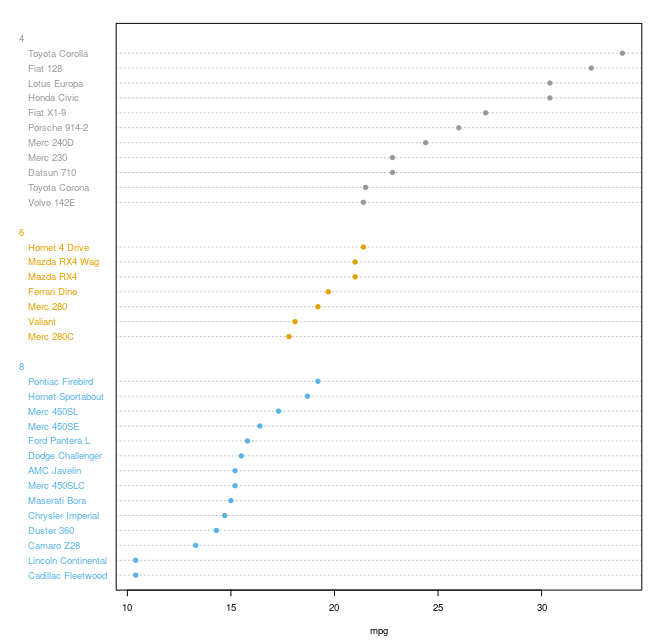 4
Toyota Corolla
Fiat 128
Lotus Europa
Honda Civic
Fiat X1-9
Porsche 914-2
Merc 240D
Merc 230
Datsun 710
Toyota Corona
Volvo 142E
6
Hornet 4 Drive
Mazda RX4 Wag
Mazda RX4
Ferrari Dino
Merc 280
Valiant
Merc 280C
8
Pontiac Firebird
Hornet Sportabout
Merc 450SL
Merc 450SE
Ford Pantera L
Dodge Challenger
AMC Javelin
Merc 450SLC
Maserati Bora
Chrysler Imperial
Duster 360
Camaro Z28
Lincoln Continental
Cadillac Fleetwood
10 15 20 25 30
mpg